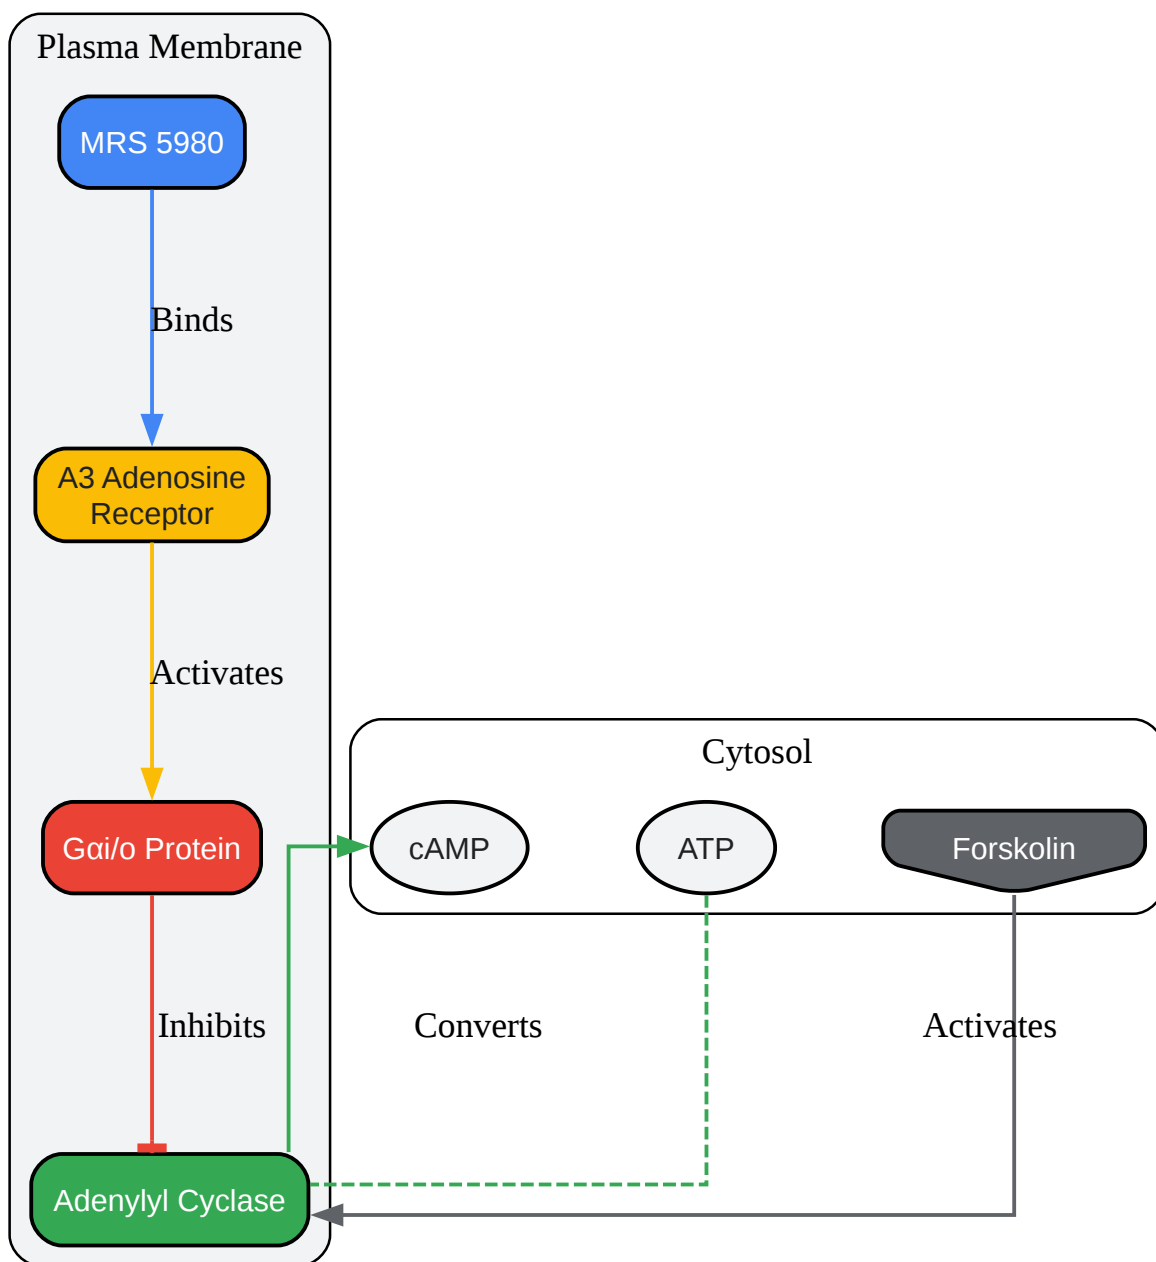 Plasma Membrane
MRS 5980
Binds
A3 Adenosine
Receptor
Activates
Cytosol
Gαi/o Protein
cAMP
ATP
Forskolin
Inhibits
Converts
Activates
Adenylyl Cyclase